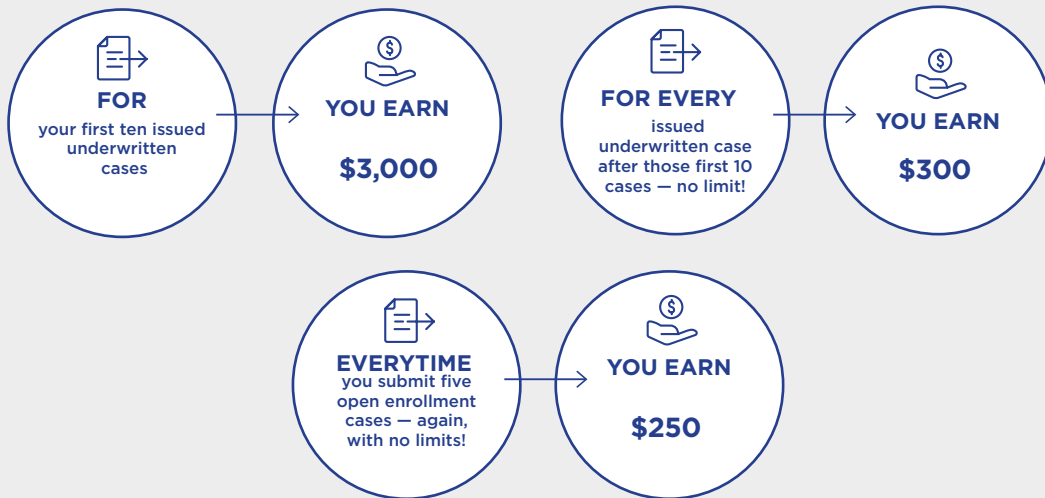 FOR
your first ten issued
underwritten
cases
$
YOU EARN
$3,000
FOR EVERY
issued
underwritten case
after those first 10
cases — no limit!
$
YOU EARN
$300
EVERYTIME
you submit five
open enrollment
cases — again,
with no limits!
$
YOU EARN
$250